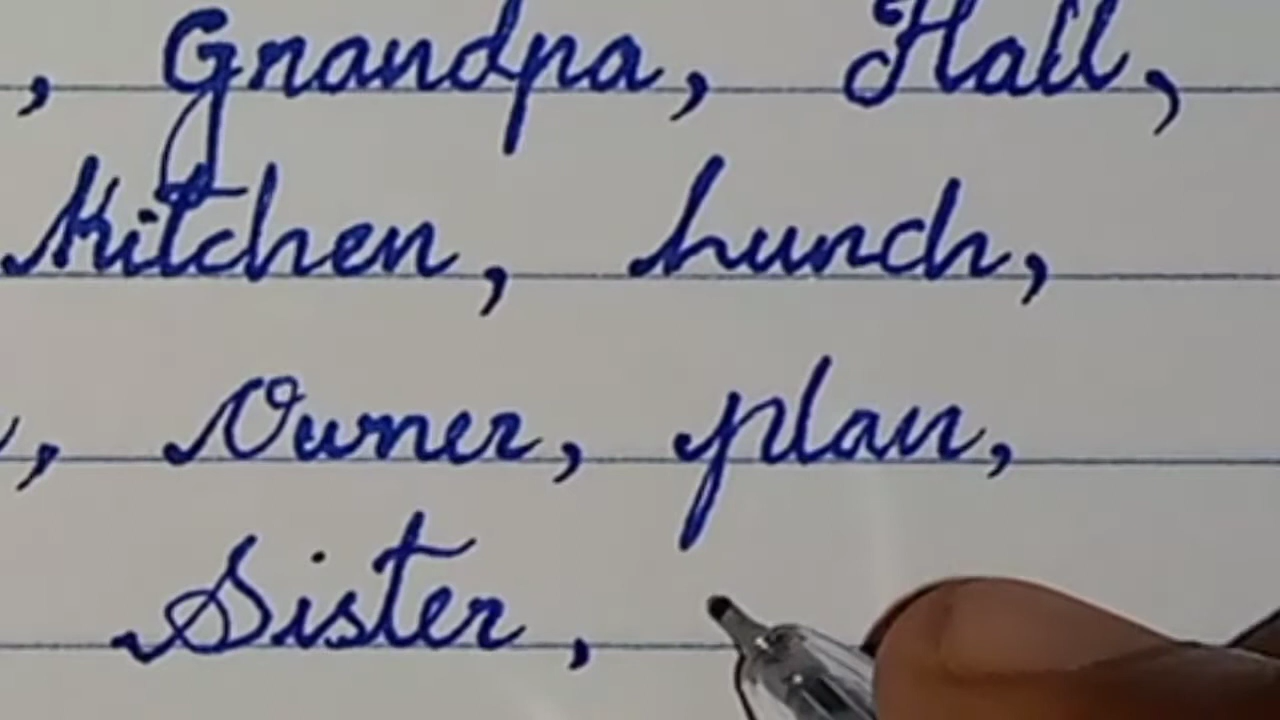 , Grandpa, Hall,
Kitchen, Lunch,
, Owner, plan,
Sister,